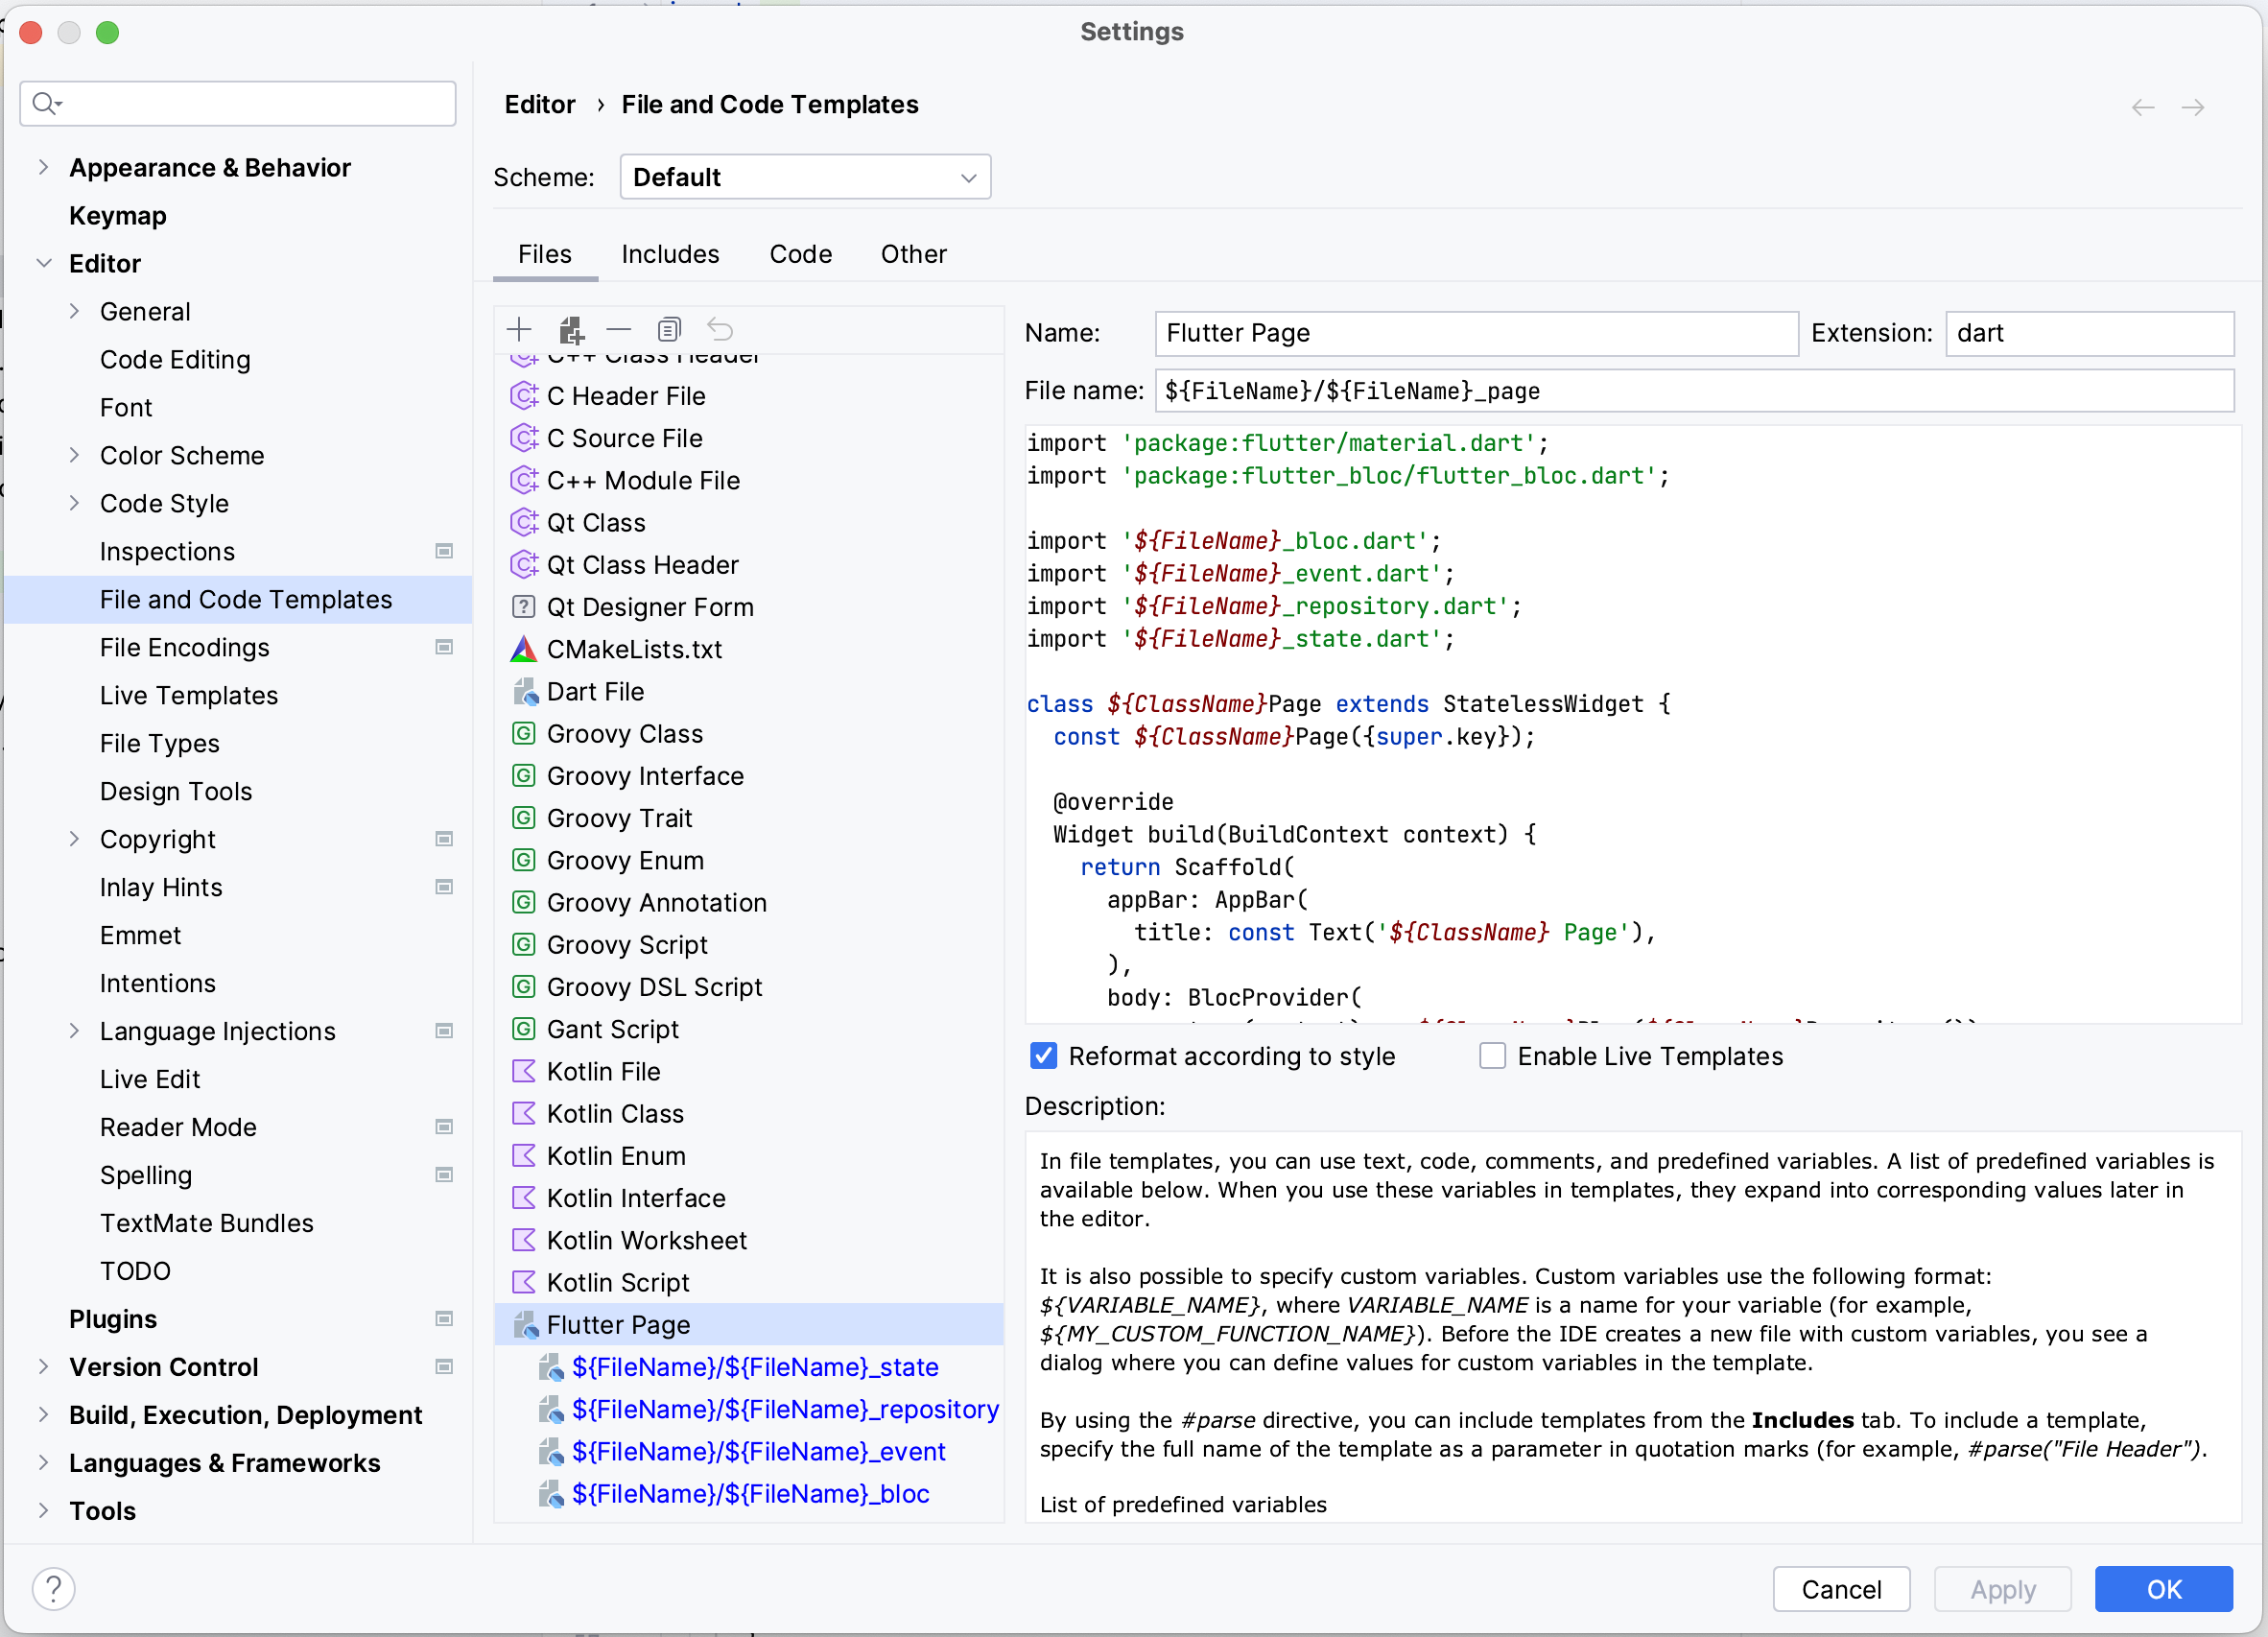 Settings
Editor › File and Code Templates
Scheme: Default
Files Includes Code Other
Appearance & Behavior
Keymap
Editor
General
Code Editing
Font
Color Scheme
Code Style
Inspections
File and Code Templates
File Encodings
Live Templates
File Types
Design Tools
Copyright
Inlay Hints
Emmet
Intentions
Language Injections
Live Edit
Reader Mode
Spelling
TextMate Bundles
TODO
Plugins
Version Control
Build, Execution, Deployment
Languages & Frameworks
Tools
C++ Class Header
C Header File
C Source File
C++ Module File
Qt Class
Qt Class Header
Qt Designer Form
CMakeLists.txt
Dart File
Groovy Class
Groovy Interface
Groovy Trait
Groovy Enum
Groovy Annotation
Groovy Script
Groovy DSL Script
Gant Script
Kotlin File
Kotlin Class
Kotlin Enum
Kotlin Interface
Kotlin Worksheet
Kotlin Script
Flutter Page
${FileName}/${FileName}_state
${FileName}/${FileName}_repository
${FileName}/${FileName}_event
${FileName}/${FileName}_bloc
Name: Flutter Page Extension: dart
File name: ${FileName}/${FileName}_page
import 'package:flutter/material.dart';
import 'package:flutter_bloc/flutter_bloc.dart';
import '${FileName}_bloc.dart';
import '${FileName}_event.dart';
import '${FileName}_repository.dart';
import '${FileName}_state.dart';
class ${ClassName}Page extends StatelessWidget {
const ${ClassName}Page({super.key});
@override
Widget build(BuildContext context) {
return Scaffold(
appBar: AppBar(
title: const Text('${ClassName} Page'),
),
body: BlocProvider(
Reformat according to style Enable Live Templates
Description:
In file templates, you can use text, code, comments, and predefined variables. A list of predefined variables is
available below. When you use these variables in templates, they expand into corresponding values later in
the editor.
It is also possible to specify custom variables. Custom variables use the following format:
${VARIABLE_NAME}, where VARIABLE_NAME is a name for your variable (for example,
${MY_CUSTOM_FUNCTION_NAME}). Before the IDE creates a new file with custom variables, you see a
dialog where you can define values for custom variables in the template.
By using the #parse directive, you can include templates from the Includes tab. To include a template,
specify the full name of the template as a parameter in quotation marks (for example, #parse("File Header").
List of predefined variables
? Cancel Apply OK